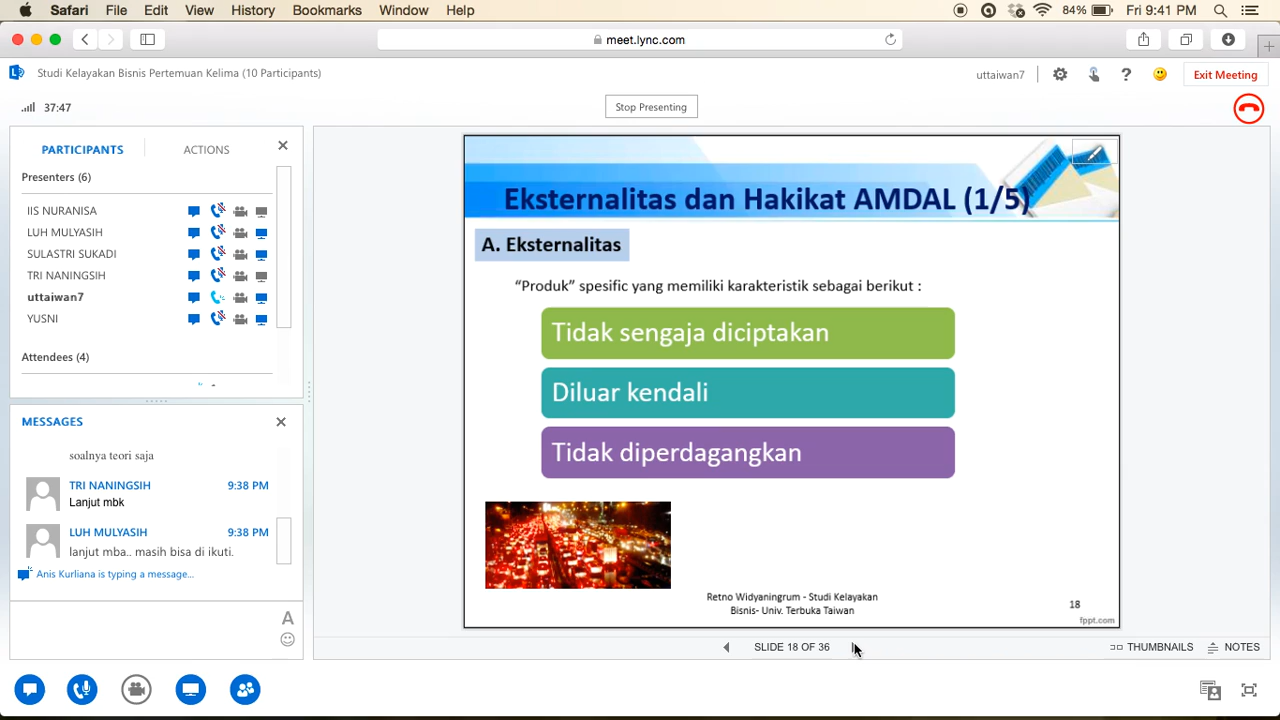 Safari File Edit View History Bookmarks Window Help 84% Fri 9:41 PM
meet.lync.com
Studi Kelayakan Bisnis Pertemuan Kelima (10 Participants)
uttaiwan7
Exit Meeting
37:47
Stop Presenting
PARTICIPANTS ACTIONS
Presenters (6)
IIS NURANISA
LUH MULYASIH
SULASTRI SUKADI
TRI NANINGSIH
uttaiwan7
YUSNI
Attendees (4)
MESSAGES
soalnya teori saja
TRI NANINGSIH 9:38 PM
Lanjut mbk
LUH MULYASIH 9:38 PM
lanjut mba.. masih bisa di ikuti.
Anis Kurliana is typing a message...
A
Eksternalitas dan Hakikat AMDAL (1/5)
A. Eksternalitas
“Produk” spesific yang memiliki karakteristik sebagai berikut :
Tidak sengaja diciptakan
Diluar kendali
Tidak diperdagangkan
Retno Widyaningrum - Studi Kelayakan
Bisnis- Univ. Terbuka Taiwan
18
fppt.com
SLIDE 18 OF 36
THUMBNAILS NOTES